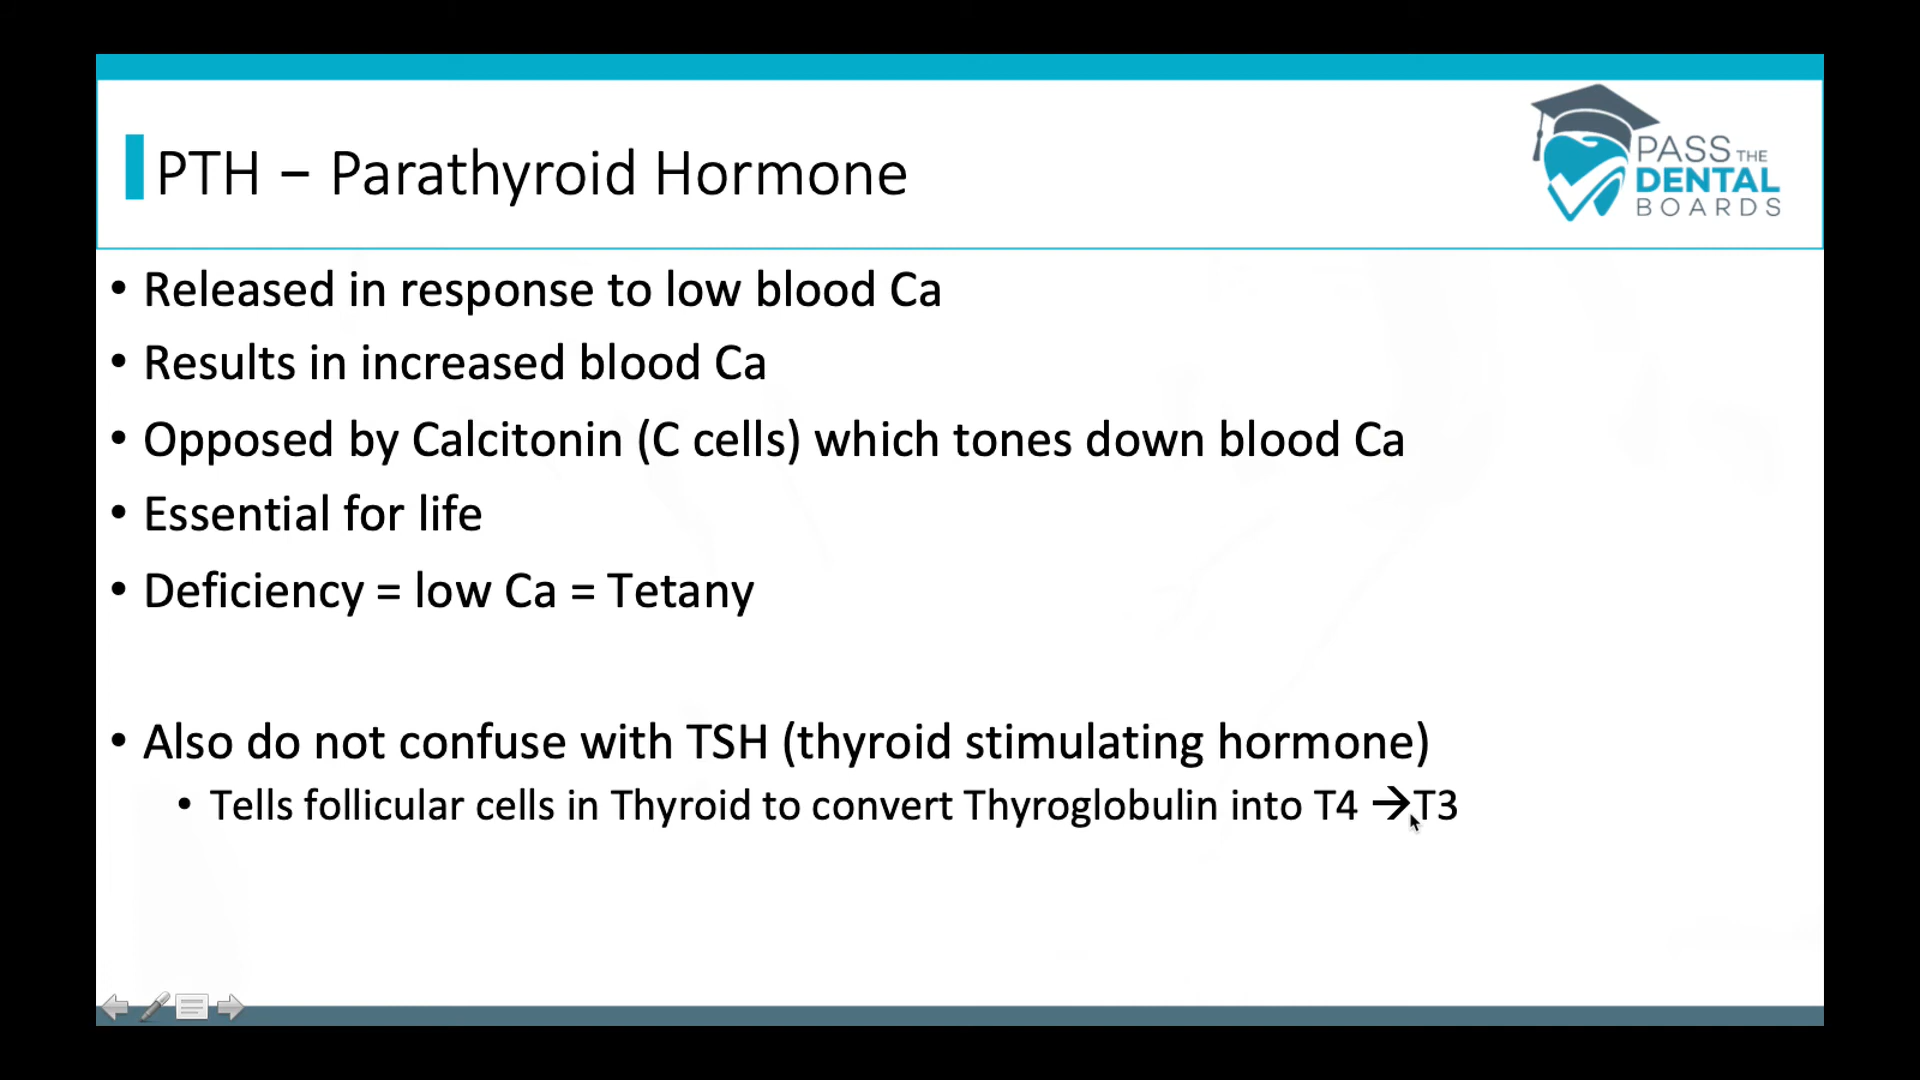 PTH – Parathyroid Hormone
PASS THE
DENTAL
BOARDS
• Released in response to low blood Ca
• Results in increased blood Ca
• Opposed by Calcitonin (C cells) which tones down blood Ca
• Essential for life
• Deficiency = low Ca = Tetany
• Also do not confuse with TSH (thyroid stimulating hormone)
• Tells follicular cells in Thyroid to convert Thyroglobulin into T4 →T3